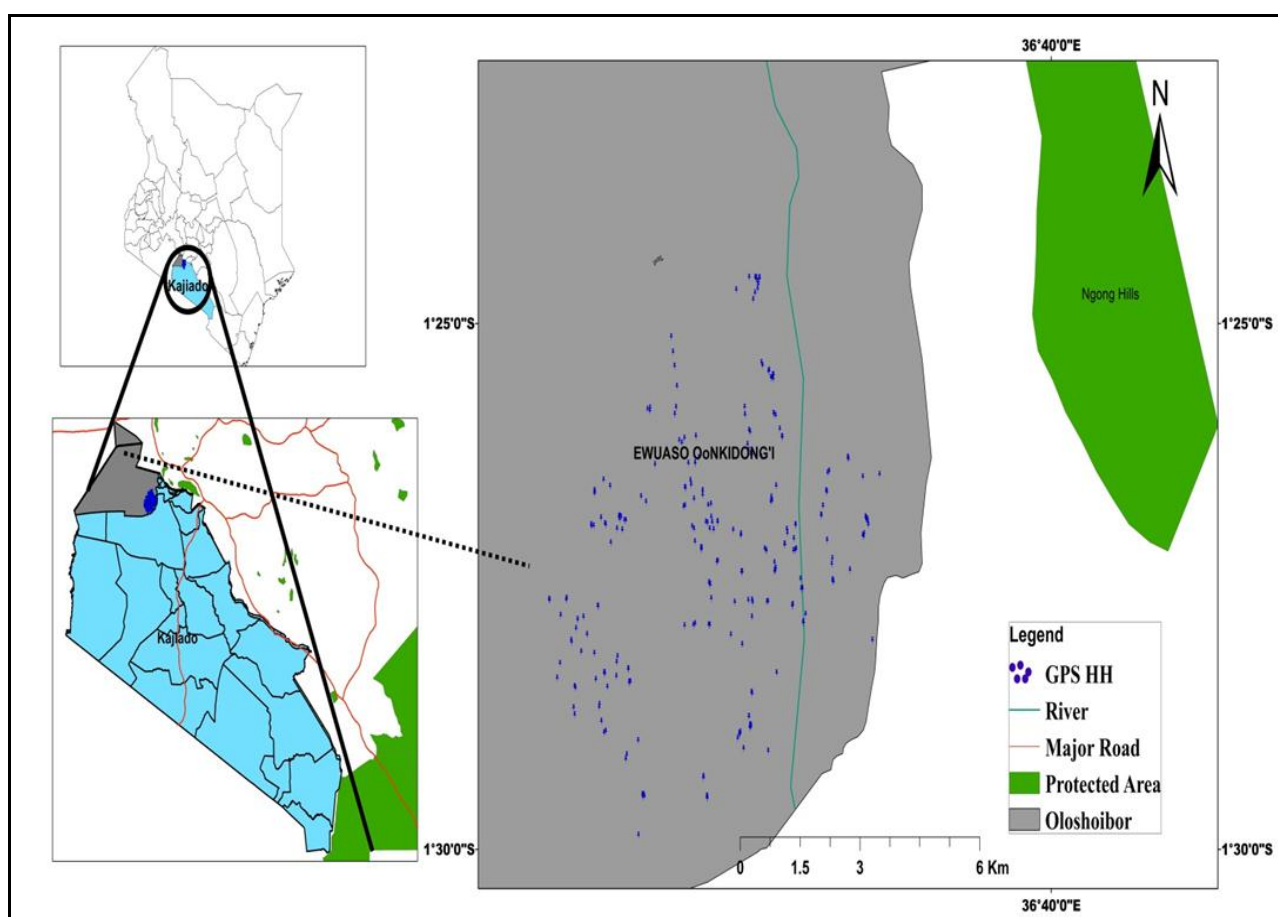 36°40'0"E
N
Kajiado
Ngong Hills
1°25'0"S
1°25'0"S
EWUASO OoNKIDONG'I
Kajiado
Legend
GPS HH
River
Major Road
Protected Area
Oloshoibor
1°30'0"S
1°30'0"S
0 1.5 3 6 Km
36°40'0"E